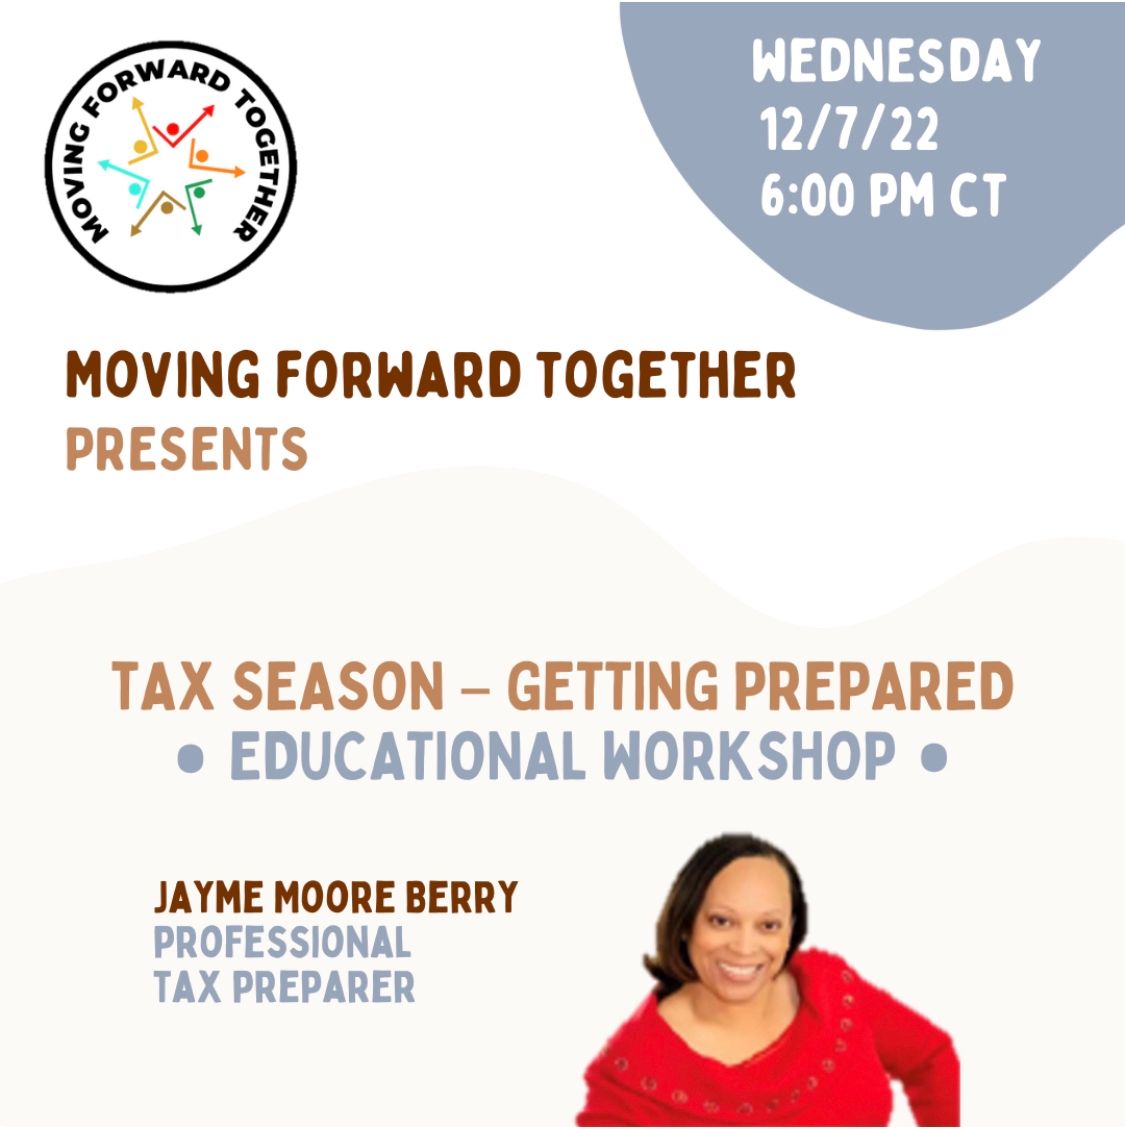 MOVING FORWARD TOGETHER
WEDNESDAY
12/7/22
6:00 PM CT
MOVING FORWARD TOGETHER
PRESENTS
TAX SEASON – GETTING PREPARED
• EDUCATIONAL WORKSHOP •
JAYME MOORE BERRY
PROFESSIONAL
TAX PREPARER